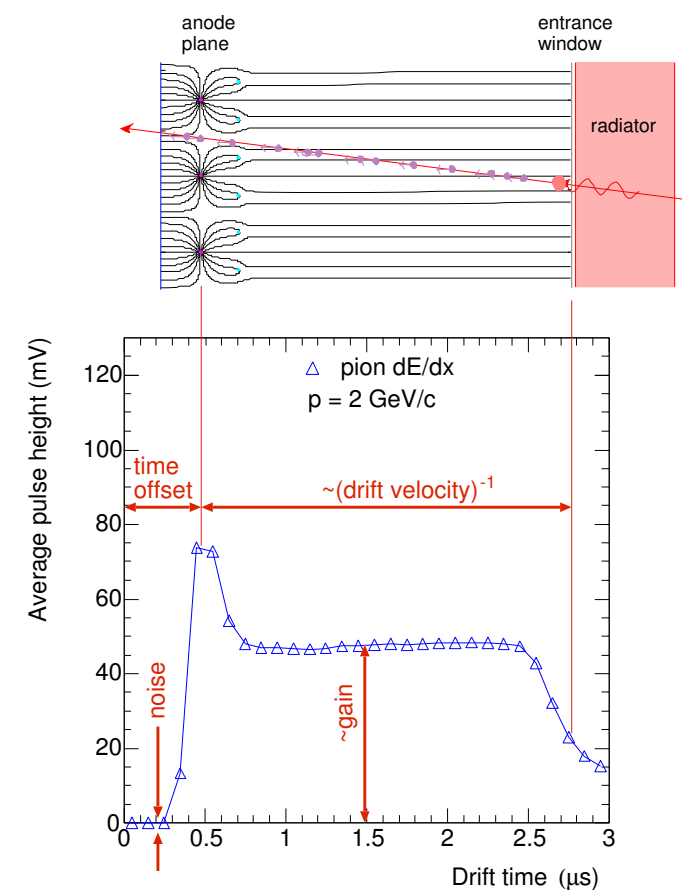 anode
plane
entrance
window
radiator
Average pulse height (mV)
120
100
80
60
40
20
0
pion dE/dx
p = 2 GeV/c
time
offset
~(drift velocity)⁻¹
noise
~gain
0 0.5 1 1.5 2 2.5 3
Drift time (μs)